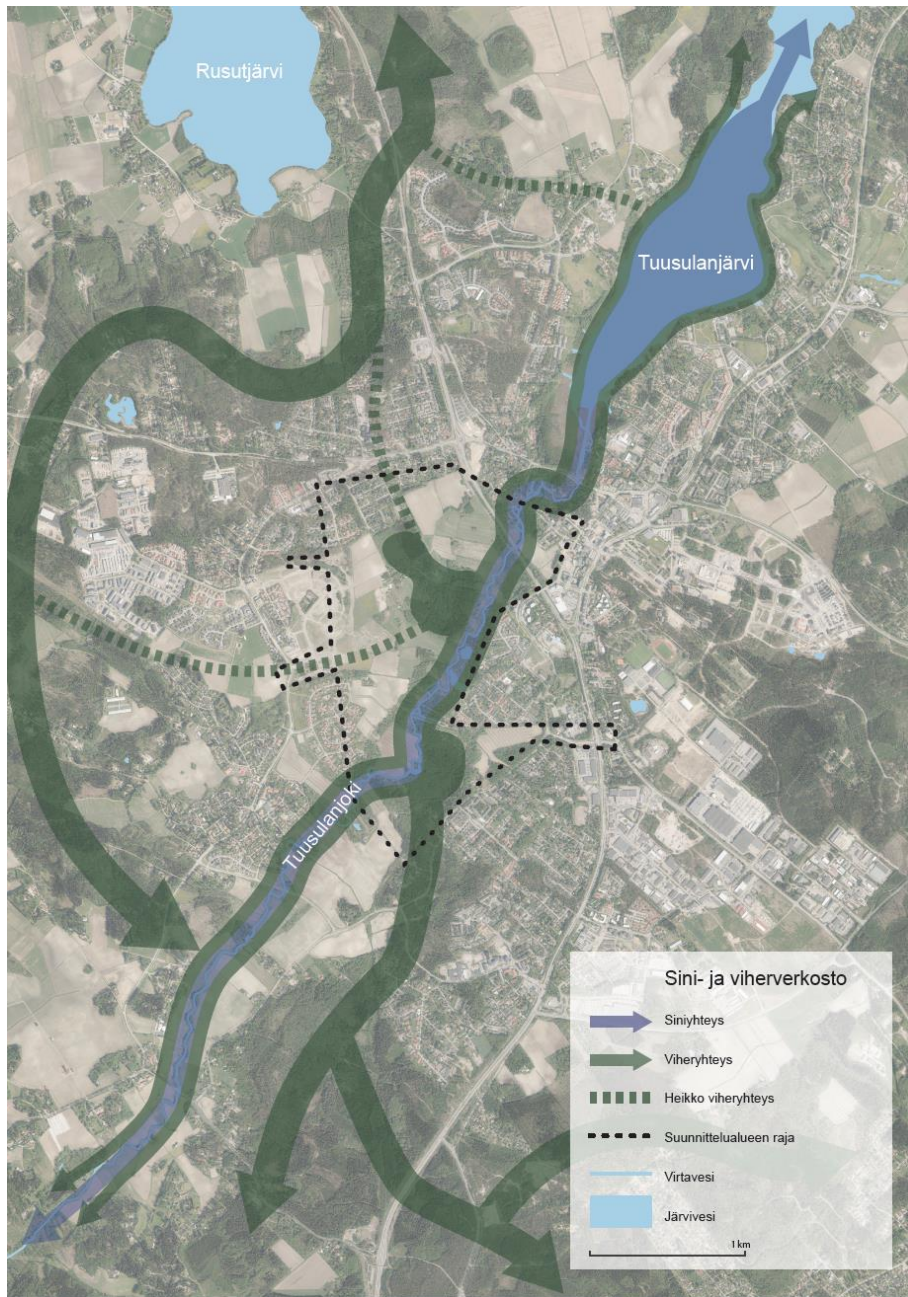 Rusutjärvi
Tuusulanjärvi
Tuusulanjoki
Sini- ja viherverkosto
Siniyhteys
Viheryhteys
Heikko viheryhteys
Suunnittelualueen raja
Virtavesi
Järvivesi
1 km